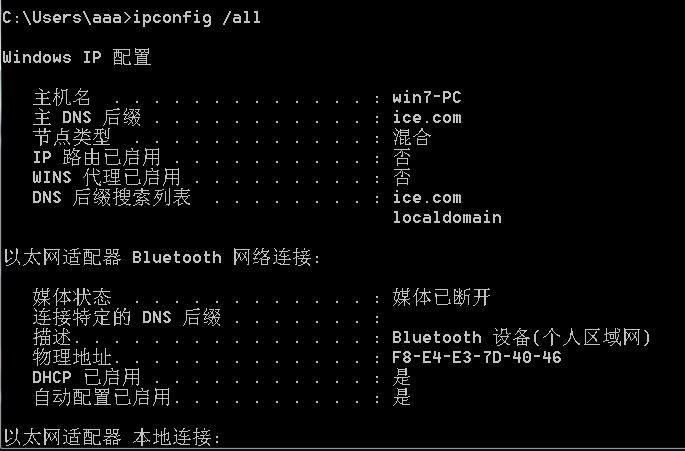 C:\Users\aaa>ipconfig /all
Windows IP 配置
主机名 . . . . . . . . . . . . . : win7-PC
主 DNS 后缀 . . . . . . . . . . . : ice.com
节点类型 . . . . . . . . . . . . : 混合
IP 路由已启用 . . . . . . . . . . : 否
WINS 代理已启用 . . . . . . . . . : 否
DNS 后缀搜索列表 . . . . . . . . : ice.com
localdomain
以太网适配器 Bluetooth 网络连接:
媒体状态 . . . . . . . . . . . . : 媒体已断开
连接特定的 DNS 后缀 . . . . . . . :
描述. . . . . . . . . . . . . . . : Bluetooth 设备(个人区域网)
物理地址. . . . . . . . . . . . . : F8-E4-E3-7D-40-46
DHCP 已启用 . . . . . . . . . . . : 是
自动配置已启用. . . . . . . . . . : 是
以太网适配器 本地连接: